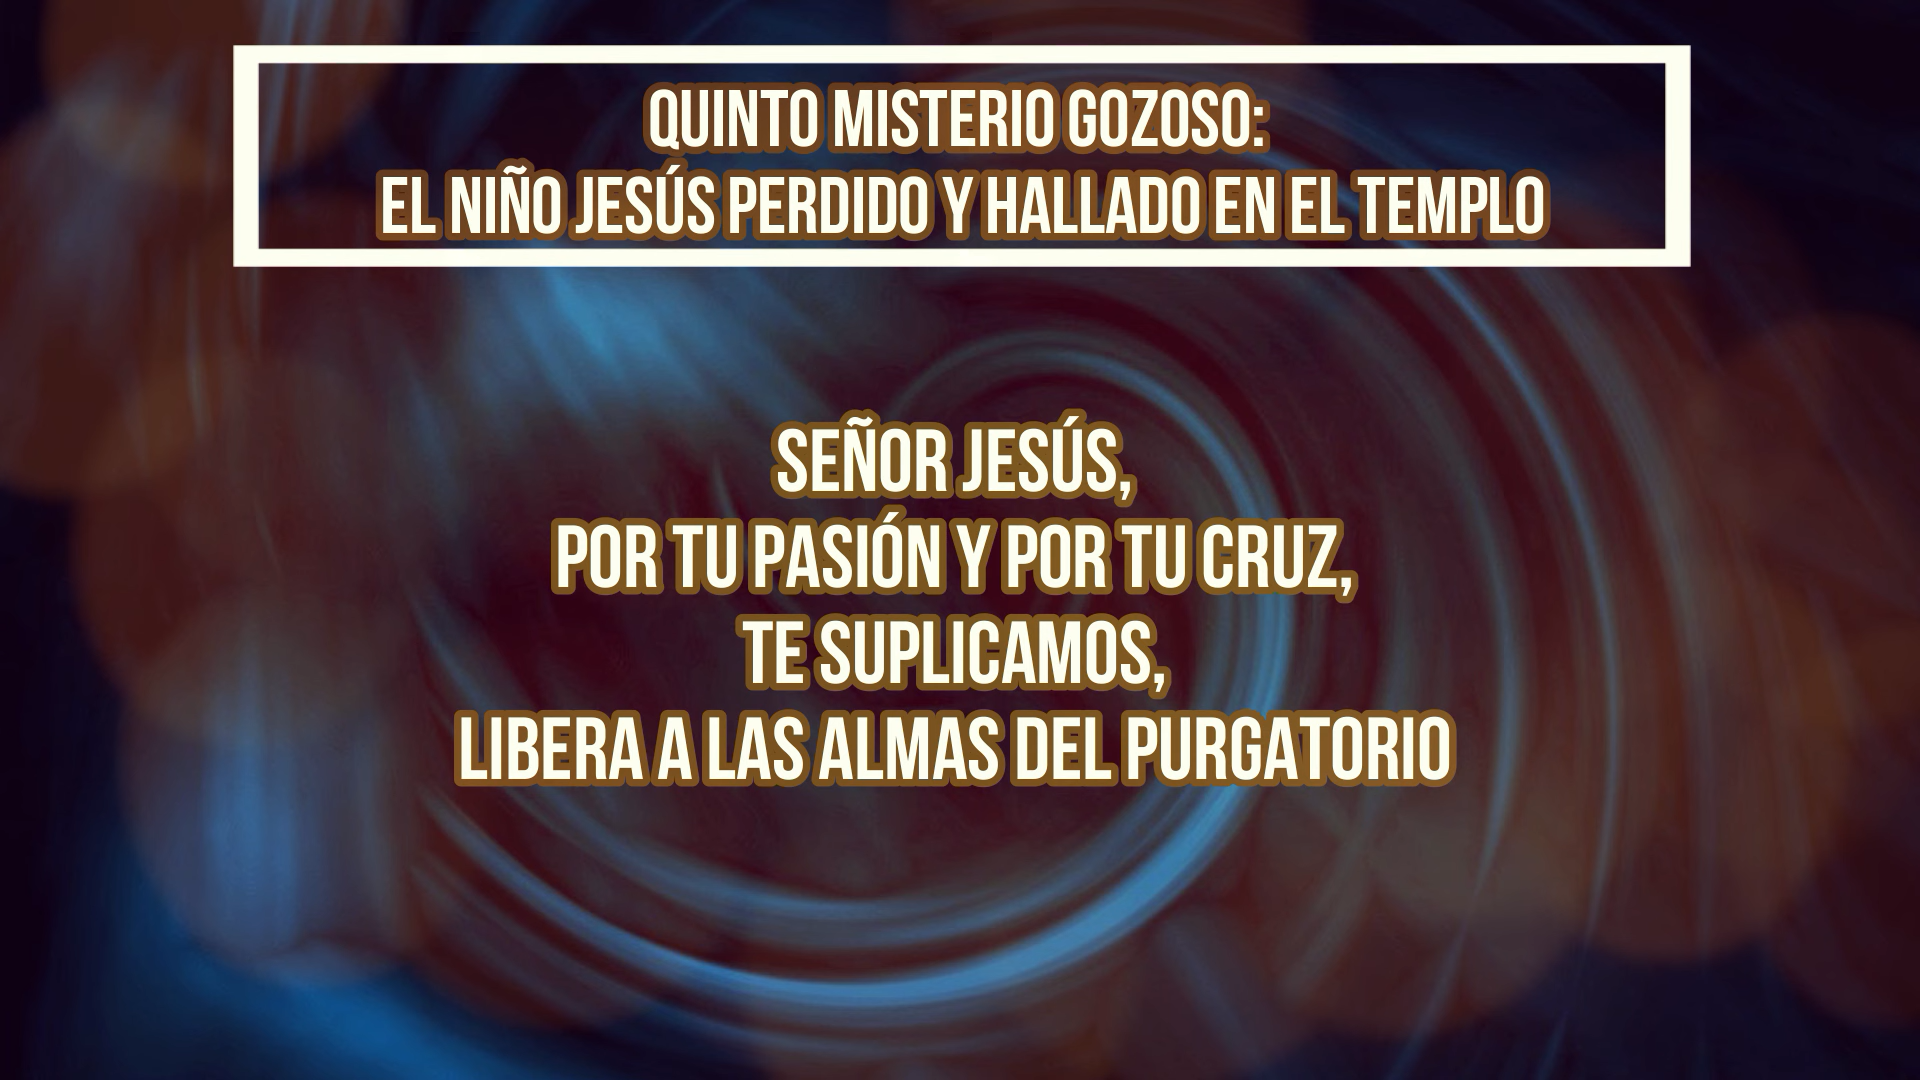 QUINTO MISTERIO GOZOSO:
EL NIÑO JESÚS PERDIDO Y HALLADO EN EL TEMPLO
SEÑOR JESÚS,
POR TU PASIÓN Y POR TU CRUZ,
TE SUPLICAMOS,
LIBERA A LAS ALMAS DEL PURGATORIO